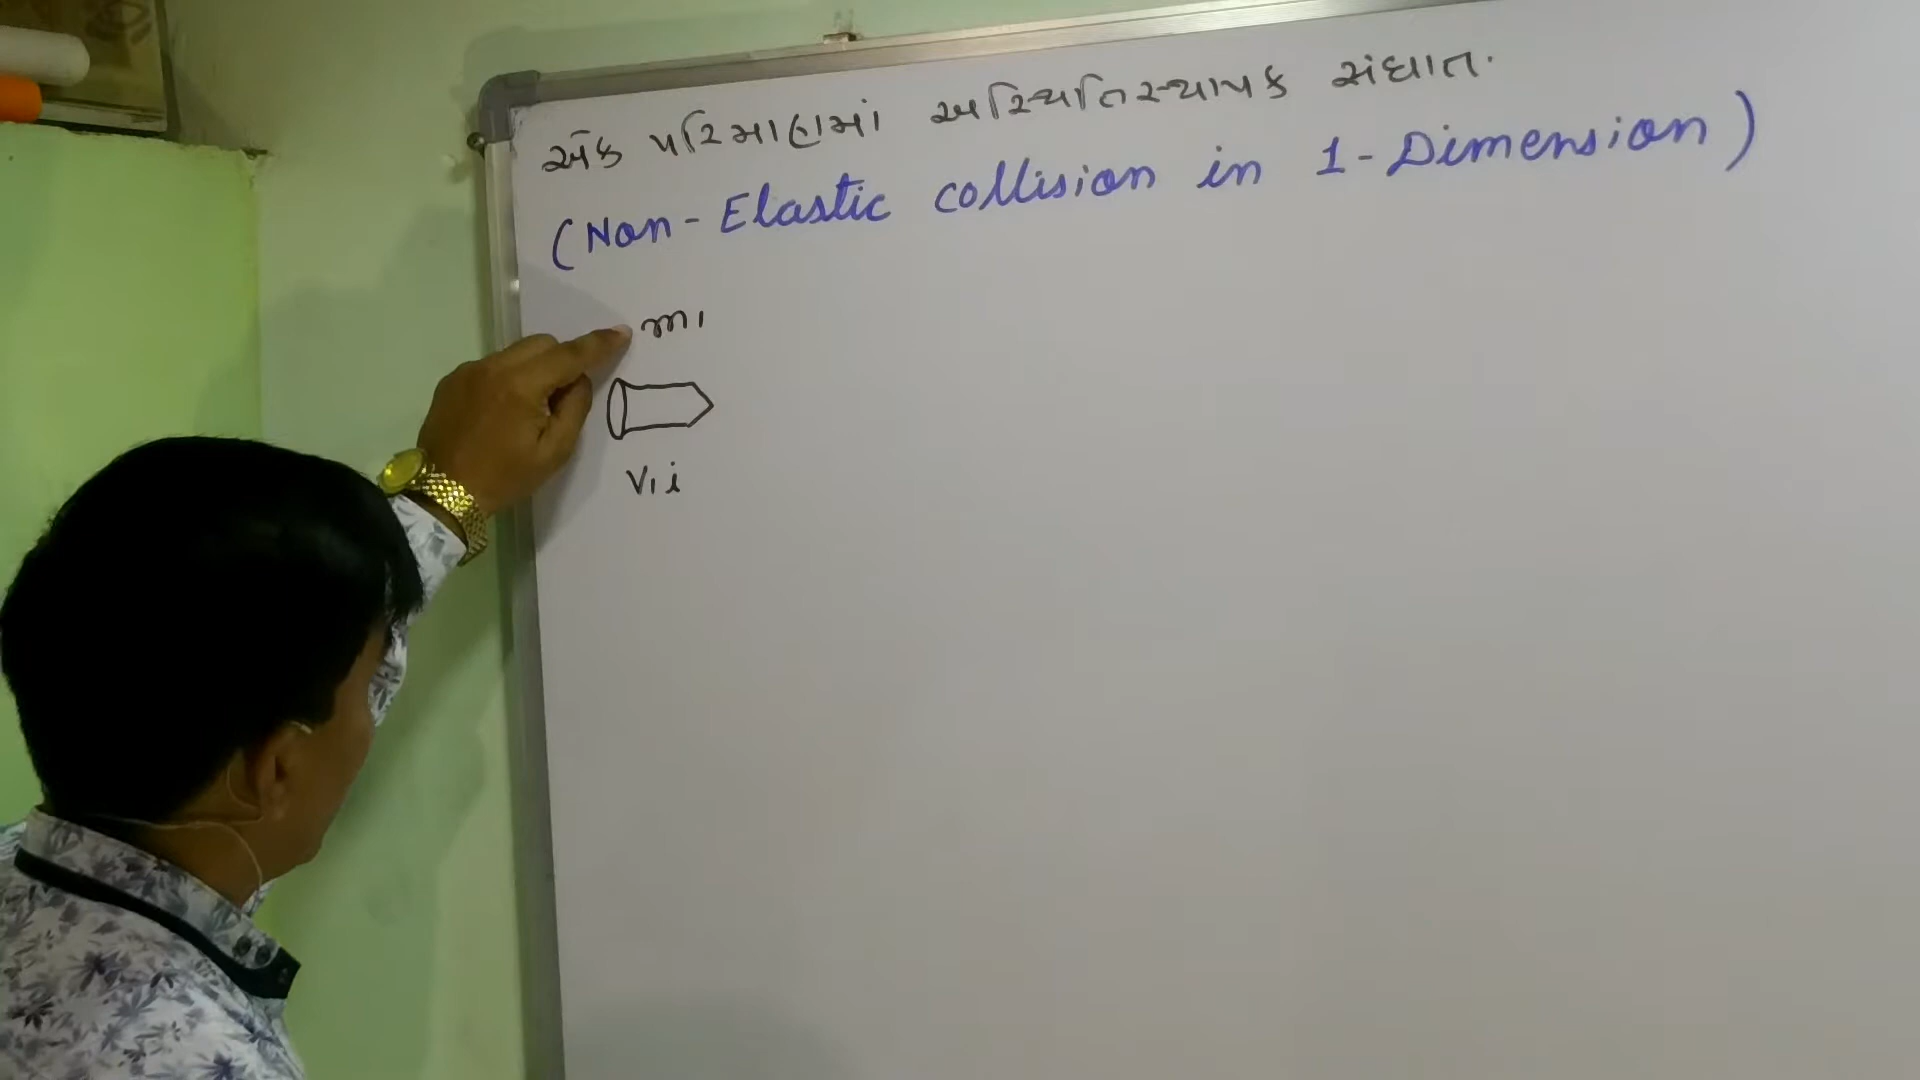 એક પરિમાણમાં અસ્થિતિસ્થાપક સંઘાત.
(Non-Elastic collision in 1-Dimension)
m1
V1i